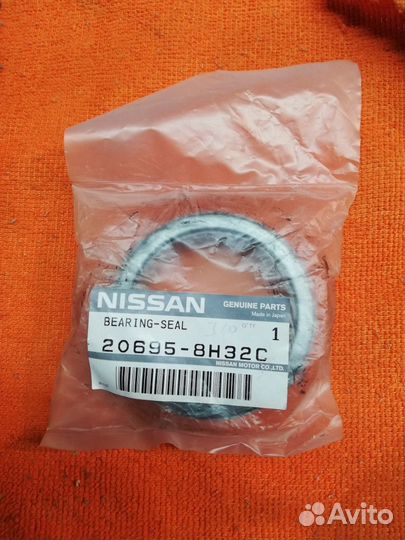 NISSAN
GENUINE PARTS
Made in Japan
BEARING-SEAL
1
20695-8H32C
NISSAN MOTOR CO.,LTD.
Avito